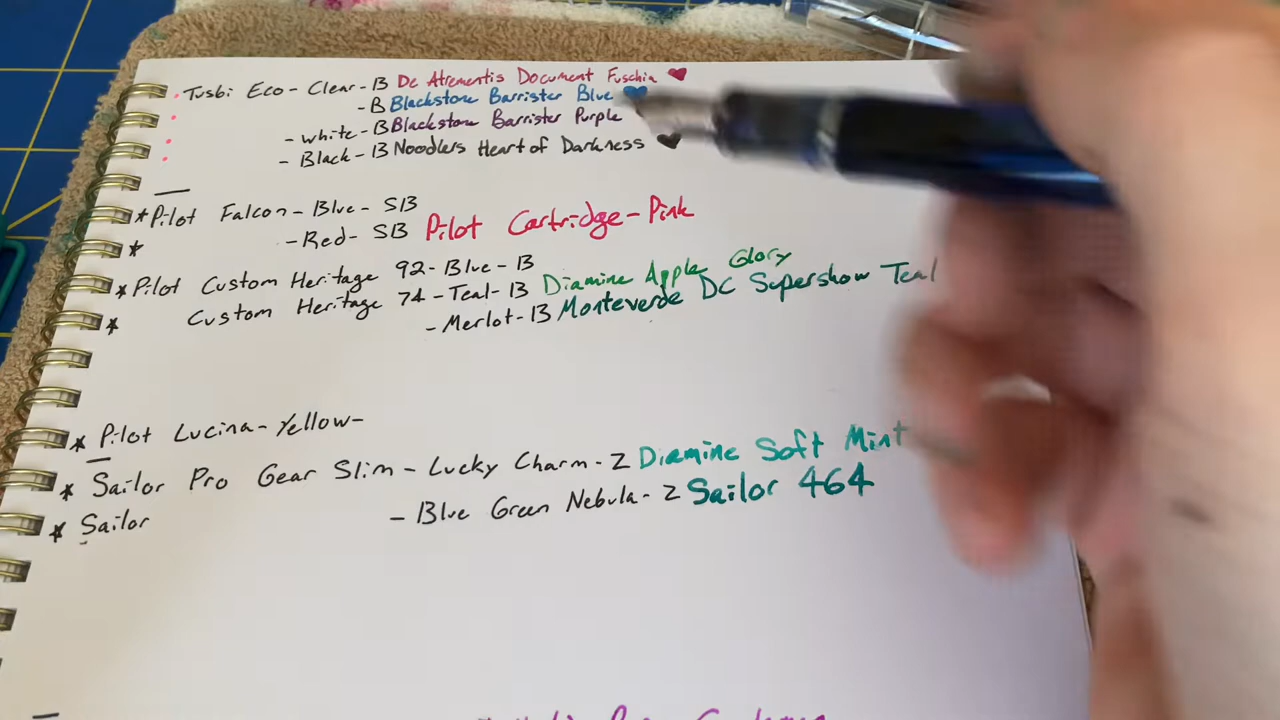 Tusbi Eco - Clear - B De Atrementis Document Fuschia
- B Blackstone Barrister Blue
- White - B Blackstone Barrister Purple
- Black - B Noodlers Heart of Darkness
*Pilot Falcon - Blue - SB
* - Red - SB Pilot Cartridge - Pink
*Pilot Custom Heritage 92 - Blue - B
Custom Heritage 74 - Teal - B Diamine Apple Glory
* - Merlot - B Monteverde DC Supershow Teal
* Pilot Lucina - Yellow -
* Sailor Pro Gear Slim - Lucky Charm - Z Diamine Soft Mint
* Sailor - Blue Green Nebula - Z Sailor 464